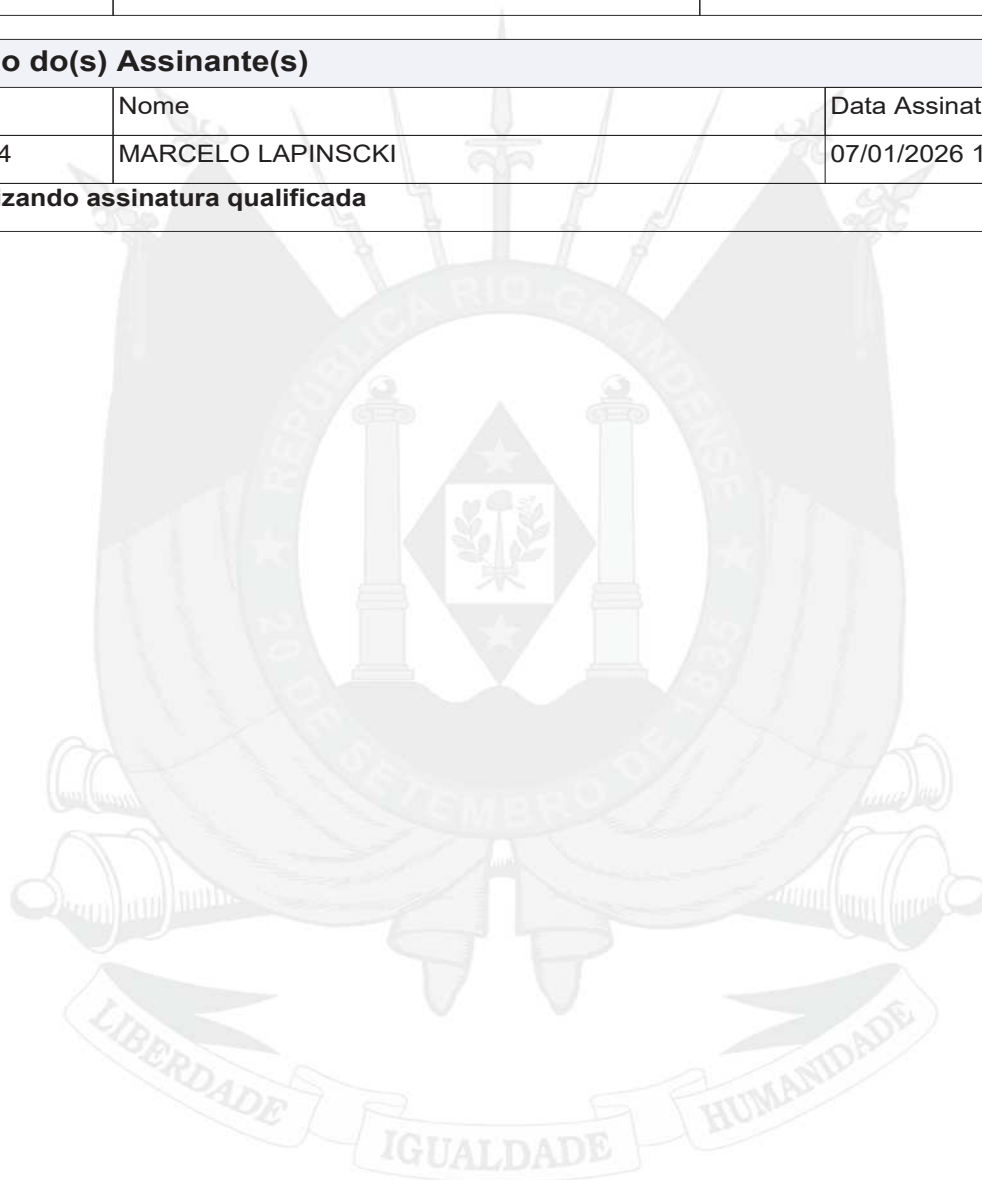 o do(s) Assinante(s)
Nome Data Assinat
4 MARCELO LAPINSCKI 07/01/2026 1
zando assinatura qualificada
REPÚBLICA RIO-GRANDENSE
20 DE SETEMBRO DE 1835
LIBERDADE IGUALDADE HUMANIDADE